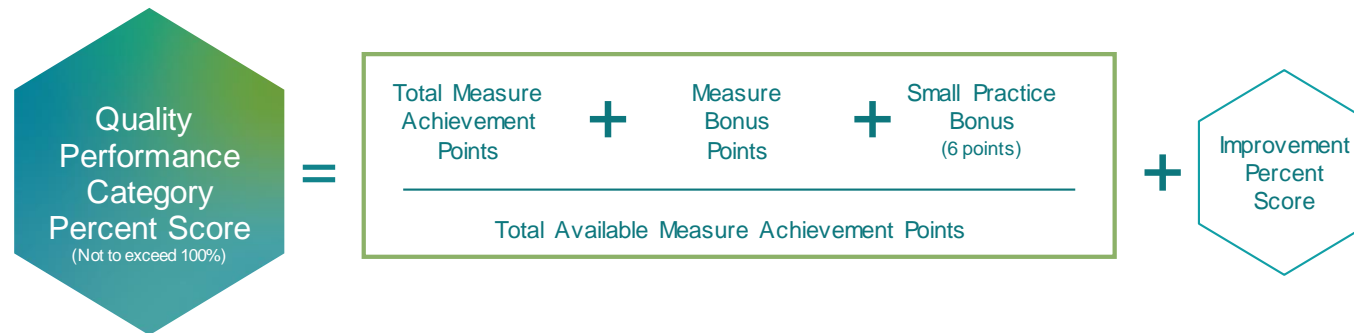 Quality
Performance
Category
Percent Score
(Not to exceed 100%)
=
Total Measure
Achievement
Points
+
Measure
Bonus
Points
+
Small Practice
Bonus
(6 points)
Total Available Measure Achievement Points
+
Improvement
Percent
Score